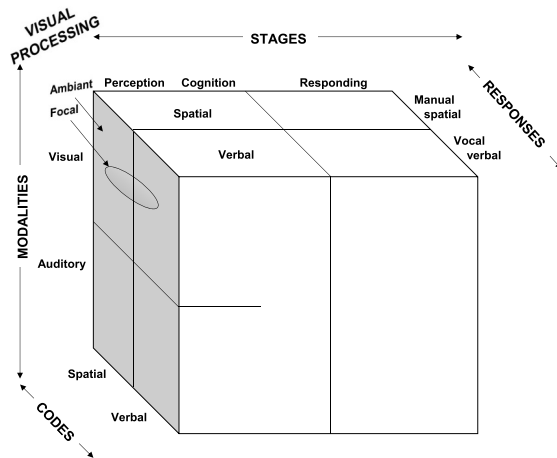 VISUAL
PROCESSING
STAGES
Ambiant
Perception
Cognition
Responding
Focal
Spatial
Manual
spatial
RESPONSES
Visual
Verbal
Vocal
verbal
MODALITIES
Auditory
Spatial
Verbal
CODES